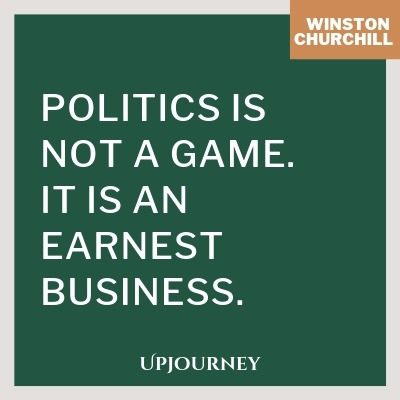 WINSTON
CHURCHILL
POLITICS IS
NOT A GAME.
IT IS AN
EARNEST
BUSINESS.
UPJOURNEY